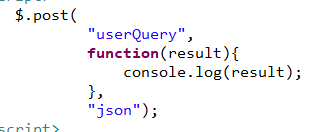 $.post(
"userQuery",
function(result){
console.log(result);
},
"json");
script>